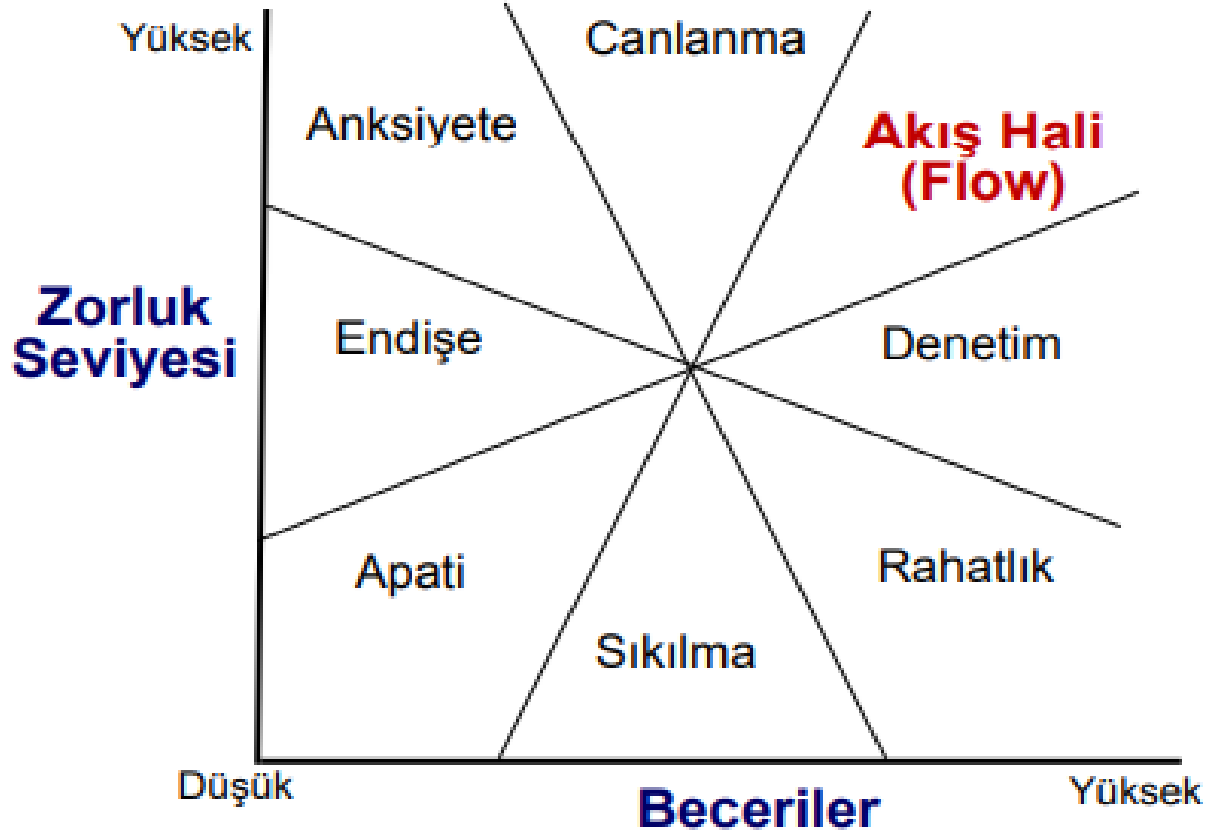 Yüksek
Canlanma
Anksiyete
Akış Hali
(Flow)
Zorluk
Seviyesi
Endişe
Denetim
Apati
Rahatlık
Sıkılma
Düşük
Beceriler
Yüksek